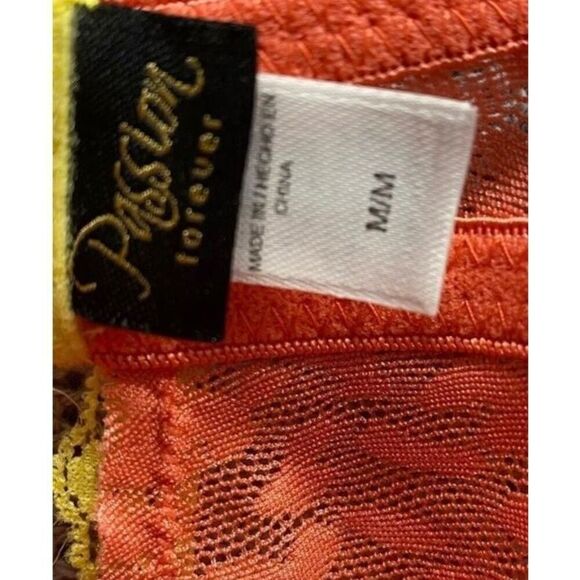 Passion
forever
MADE IN / HECHO EN
CHINA
M/M